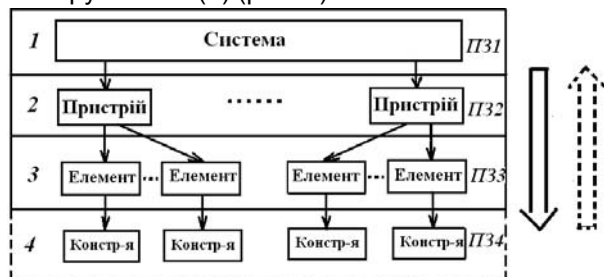 1 Система ПЗ1
2 Пристрій ...... Пристрій ПЗ2
3 Елемент ... Елемент Елемент ... Елемент ПЗ3
4 Констр-я Констр-я Констр-я Констр-я ПЗ4